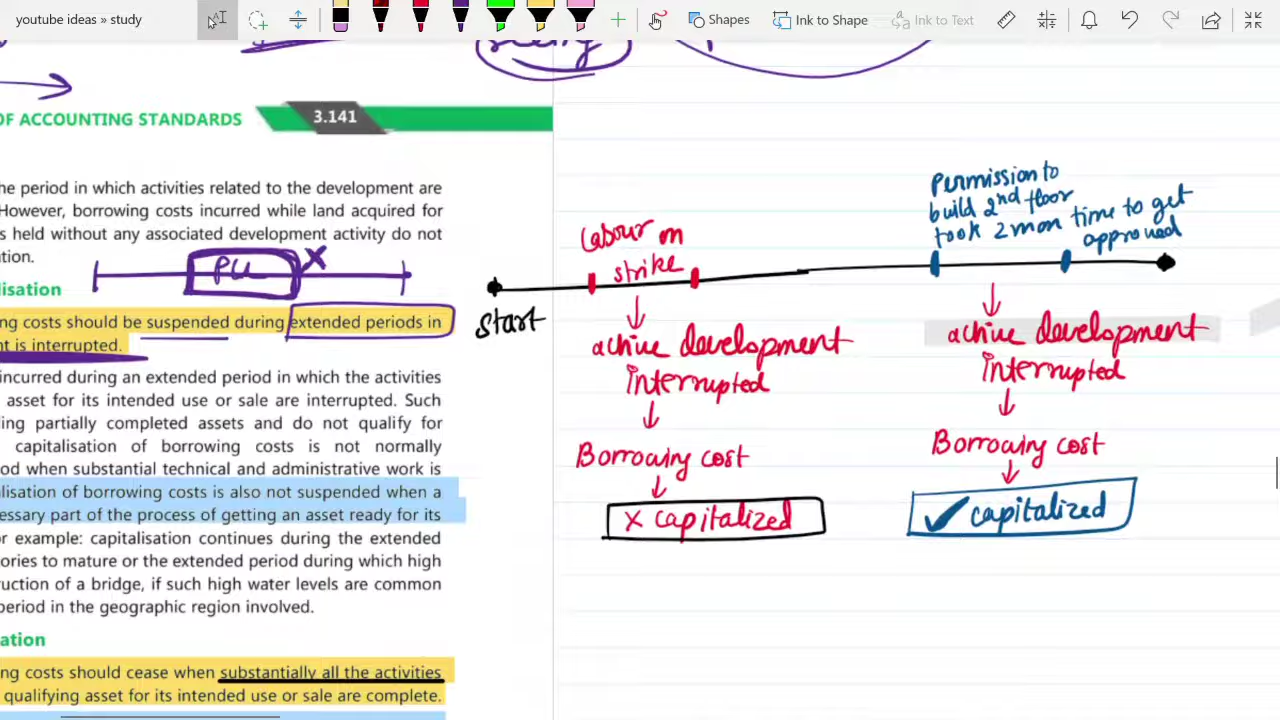 youtube ideas » study
Shapes
Ink to Shape
Ink to Text
OF ACCOUNTING STANDARDS
3.141
he period in which activities related to the development are
However, borrowing costs incurred while land acquired for
s held without any associated development activity do not
ation.
alisation
ng costs should be suspended during extended periods in
nt is interrupted.
incurred during an extended period in which the activities
asset for its intended use or sale are interrupted. Such
ding partially completed assets and do not qualify for
capitalisation of borrowing costs is not normally
od when substantial technical and administrative work is
alisation of borrowing costs is also not suspended when a
essary part of the process of getting an asset ready for its
or example: capitalisation continues during the extended
ories to mature or the extended period during which high
ruction of a bridge, if such high water levels are common
period in the geographic region involved.
ation
ng costs should cease when substantially all the activities
qualifying asset for its intended use or sale are complete.
X
start
Labour on
strike
active development
interrupted
Borrowing cost
x capitalized
permission to
build 2nd floor
took 2 mon
time to get
approved
active development
interrupted
Borrowing cost
✓ capitalized